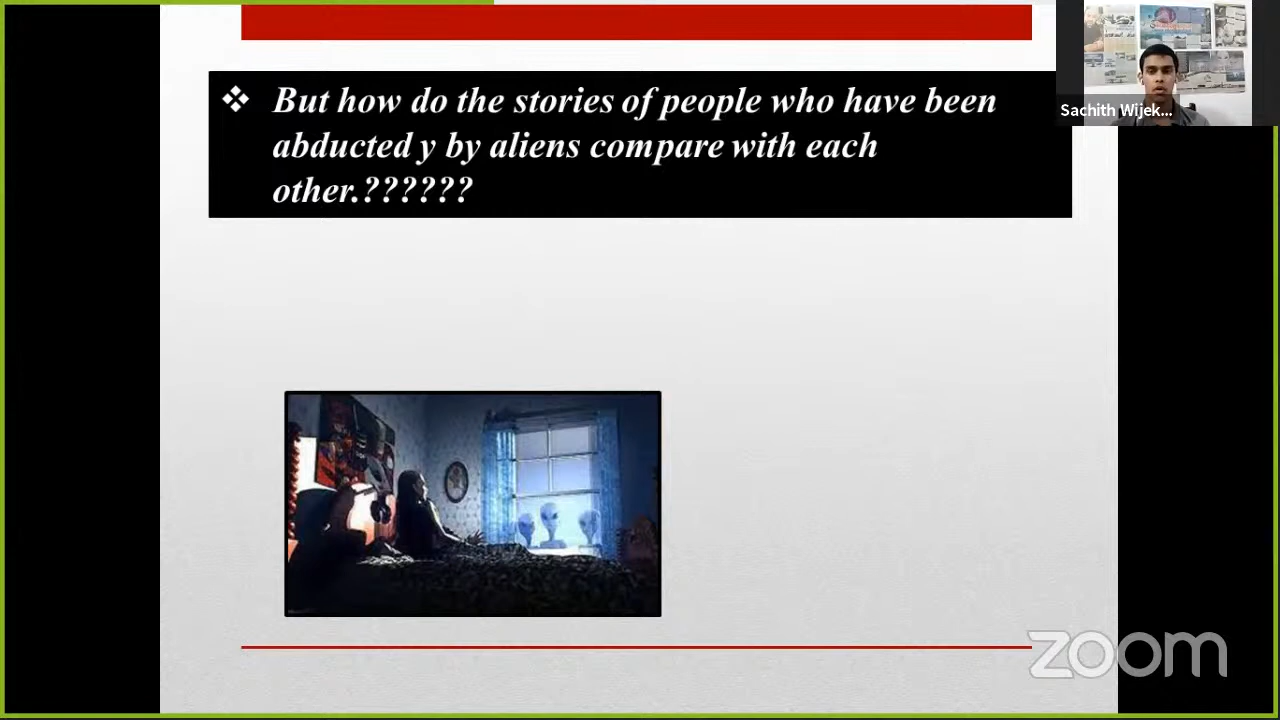 ❖ But how do the stories of people who have been
abducted y by aliens compare with each
other.??????
Sachith Wijek...
zoom